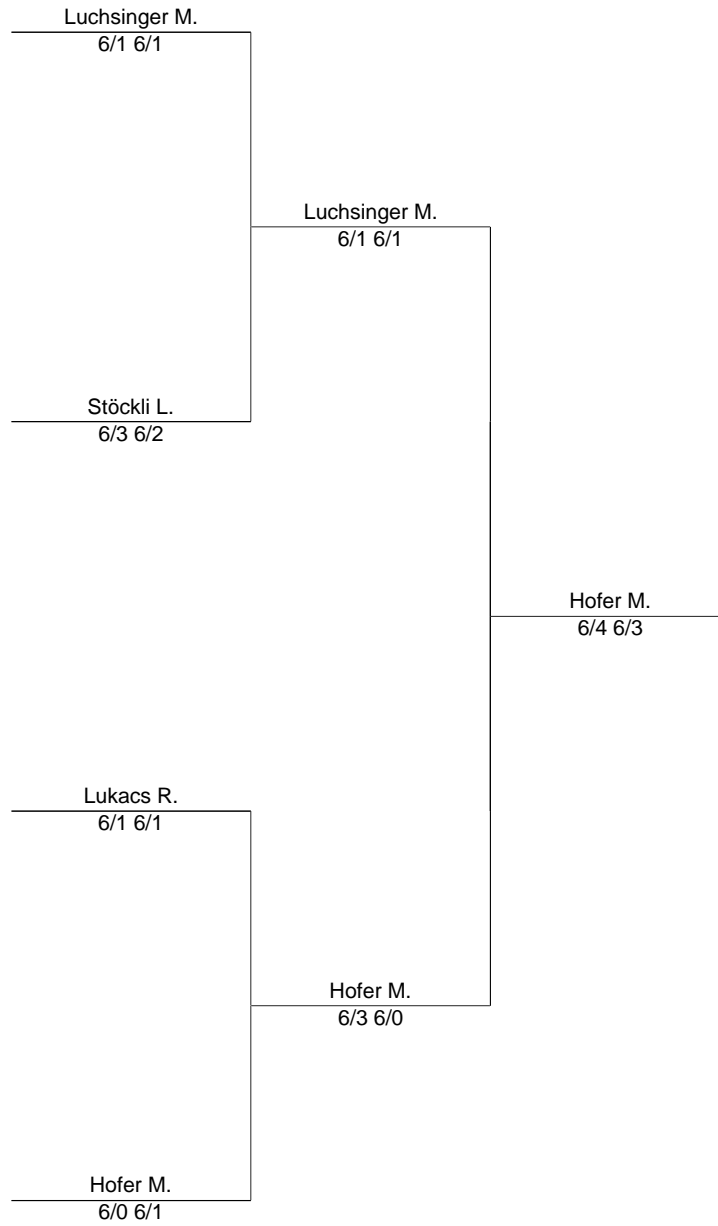 Luchsinger M.
6/1 6/1
Luchsinger M.
6/1 6/1
Stöckli L.
6/3 6/2
Hofer M.
6/4 6/3
Lukacs R.
6/1 6/1
Hofer M.
6/3 6/0
Hofer M.
6/0 6/1